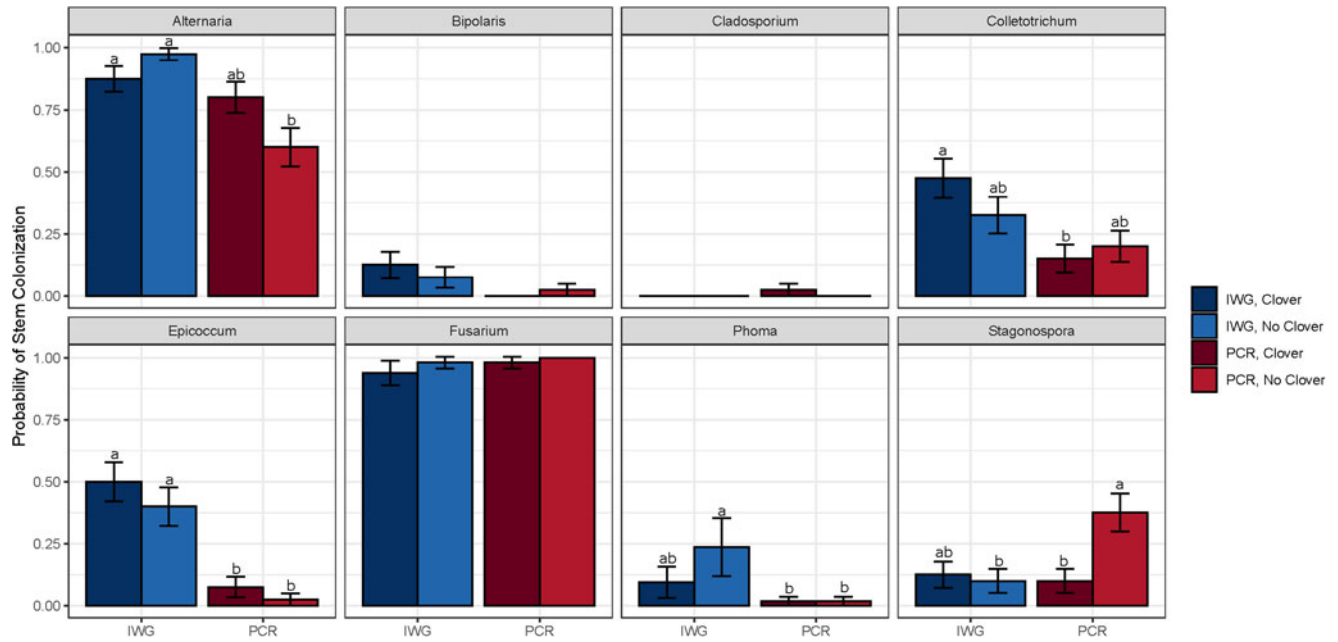 Alternaria
Bipolaris
Cladosporium
Colletotrichum
1.00
0.75
0.50
0.25
0.00
a
a
ab
b
a
ab
b
ab
Epicoccum
Fusarium
Phoma
Stagonospora
1.00
0.75
0.50
0.25
0.00
a
a
b
b
ab
a
b
b
ab
b
b
a
IWG
PCR
IWG
PCR
IWG
PCR
IWG
PCR
Probability of Stem Colonization
IWG, Clover
IWG, No Clover
PCR, Clover
PCR, No Clover